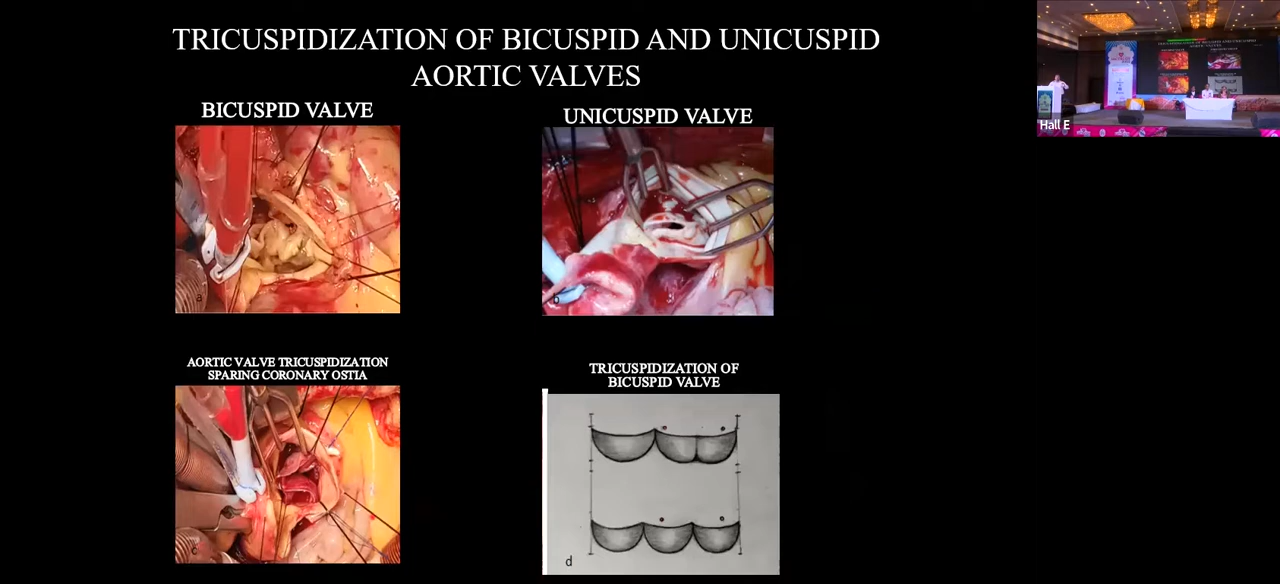 TRICUSPIDIZATION OF BICUSPID AND UNICUSPID
AORTIC VALVES
BICUSPID VALVE
UNICUSPID VALVE
a
AORTIC VALVE TRICUSPIDIZATION
SPARING CORONARY OSTIA
TRICUSPIDIZATION OF
BICUSPID VALVE
c
d
Hall E